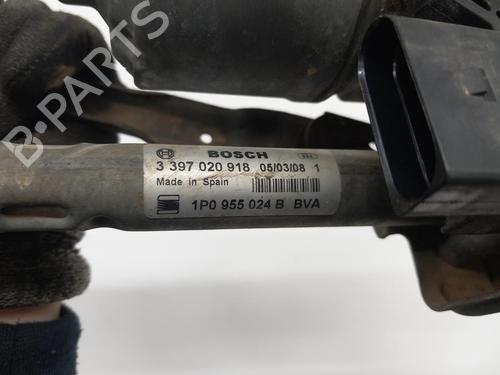 B-PARTS
BOSCH
3 397 020 918 05/03/08 1
Made in Spain
1P0 955 024 B BVA